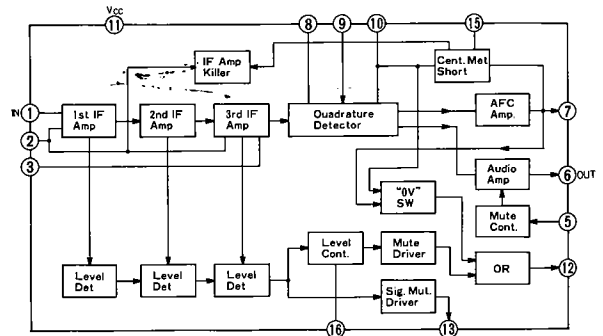 Vcc
11
8
9
10
15
IF Amp
Killer
Cent. Met
Short
IN 1
1st IF
Amp
2nd IF
Amp
3rd IF
Amp
Quadrature
Detector
AFC
Amp.
7
2
3
Audio
Amp
6 OUT
"0V"
SW
Mute
Cont.
5
Level
Det
Level
Det
Level
Det
Level
Cont.
Mute
Driver
OR
12
Sig. Mut.
Driver
16
13